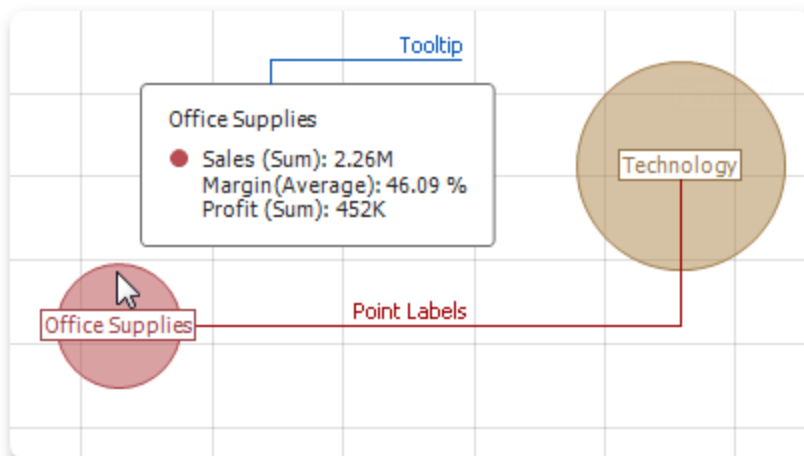 Tooltip
Office Supplies
Sales (Sum): 2.26M
Margin(Average): 46.09 %
Profit (Sum): 452K
Technology
Point Labels
Office Supplies